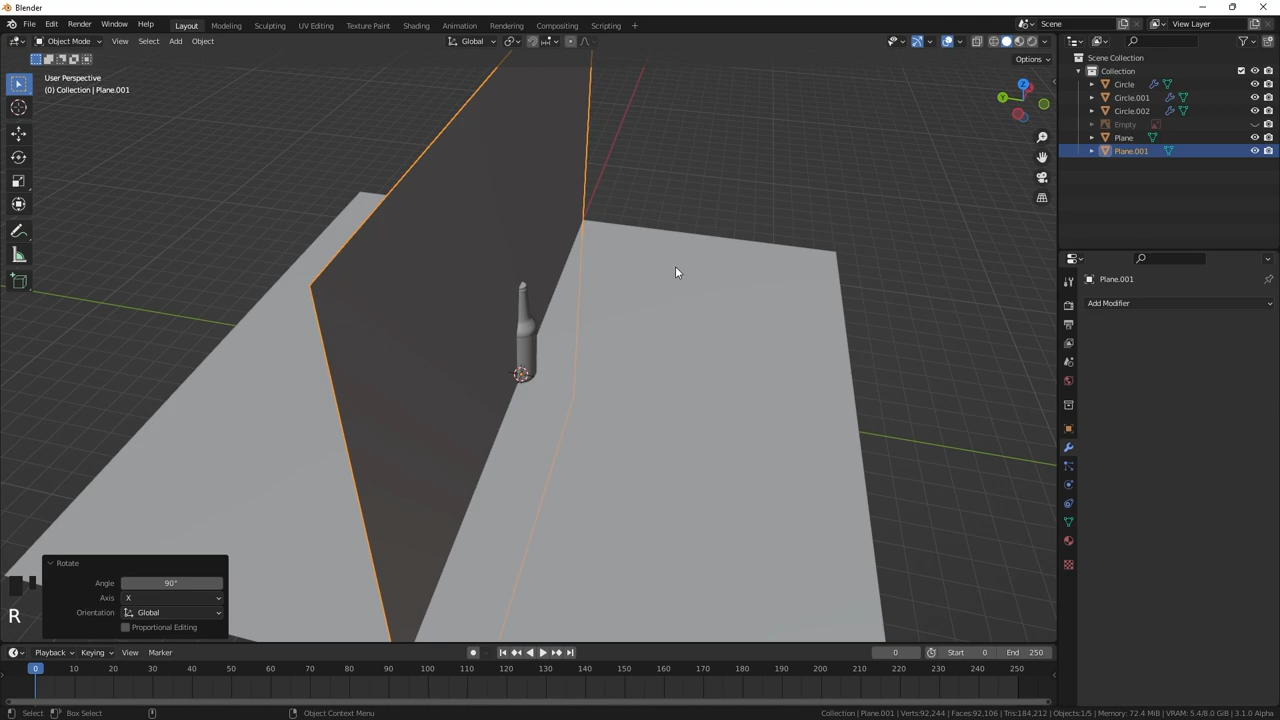 Blender
File Edit Render Window Help
Layout Modeling Sculpting UV Editing Texture Paint Shading Animation Rendering Compositing Scripting +
Scene
View Layer
Object Mode View Select Add Object
Global
Options
User Perspective
(0) Collection | Plane.001
Y
Z
Scene Collection
Collection
Circle
Circle.001
Circle.002
Empty
Plane
Plane.001
Plane.001
Add Modifier
Rotate
Angle 90°
Axis X
Orientation Global
Proportional Editing
R
Playback Keying View Marker
0
Start 0
End 250
0 10 20 30 40 50 60 70 80 90 100 110 120 130 140 150 160 170 180 190 200 210 220 230 240 250
Select Box Select Object Context Menu
Collection | Plane.001 | Verts:92,244 | Faces:92,106 | Tris:184,212 | Objects:1/5 | Memory: 72.4 MiB | VRAM: 5.4/8.0 GiB | 3.1.0 Alpha